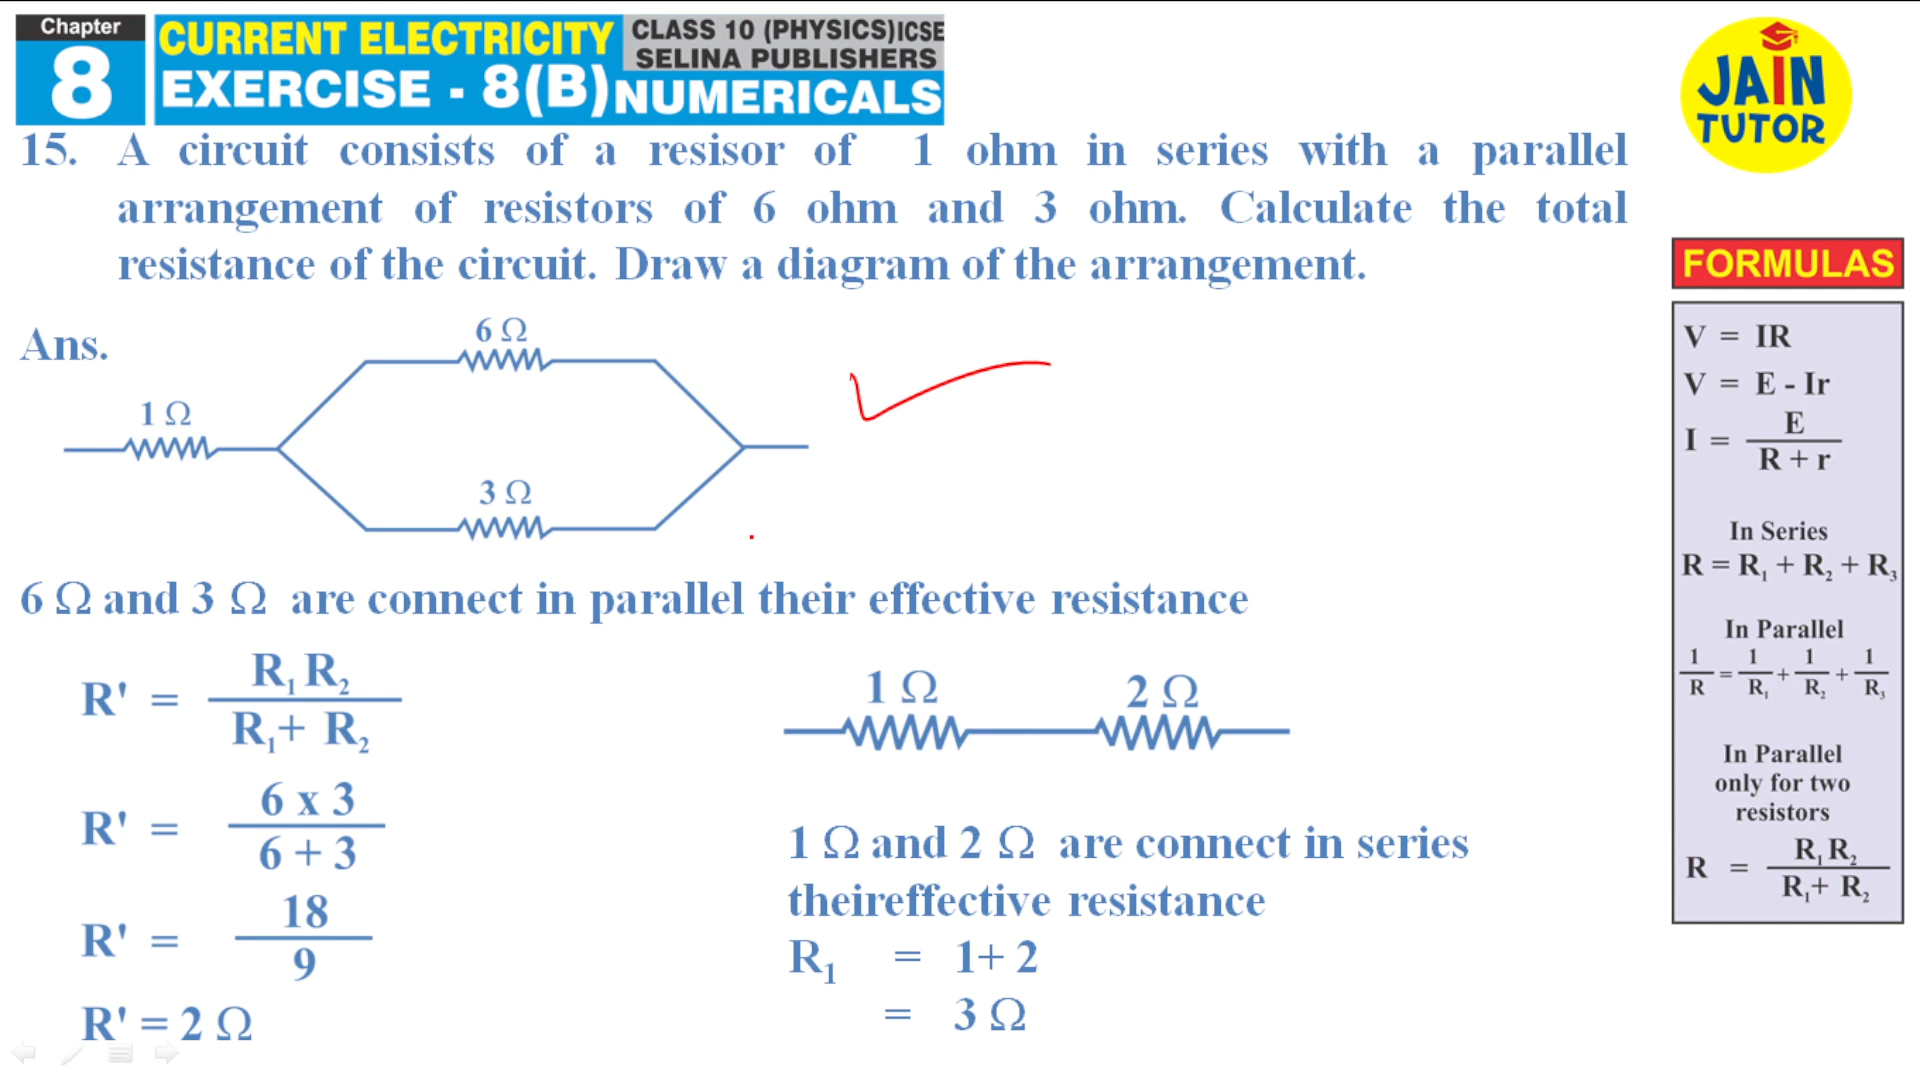 Chapter
8
CURRENT ELECTRICITY
CLASS 10 (PHYSICS)ICSE
SELINA PUBLISHERS
EXERCISE - 8(B) NUMERICALS
JAIN
TUTOR
15. A circuit consists of a resisor of 1 ohm in series with a parallel
arrangement of resistors of 6 ohm and 3 ohm. Calculate the total
resistance of the circuit. Draw a diagram of the arrangement.
Ans.
6 Ω
1 Ω
3 Ω
6 Ω and 3 Ω are connect in parallel their effective resistance
R' = R₁ R₂ / R₁+ R₂
R' = 6 x 3 / 6 + 3
R' = 18 / 9
R' = 2 Ω
1 Ω 2 Ω
1 Ω and 2 Ω are connect in series
theireffective resistance
R₁ = 1+ 2
= 3 Ω
FORMULAS
V = IR
V = E - Ir
I = E / R + r
In Series
R = R₁ + R₂ + R₃
In Parallel
1/R = 1/R₁ + 1/R₂ + 1/R₃
In Parallel
only for two
resistors
R = R₁ R₂ / R₁+ R₂